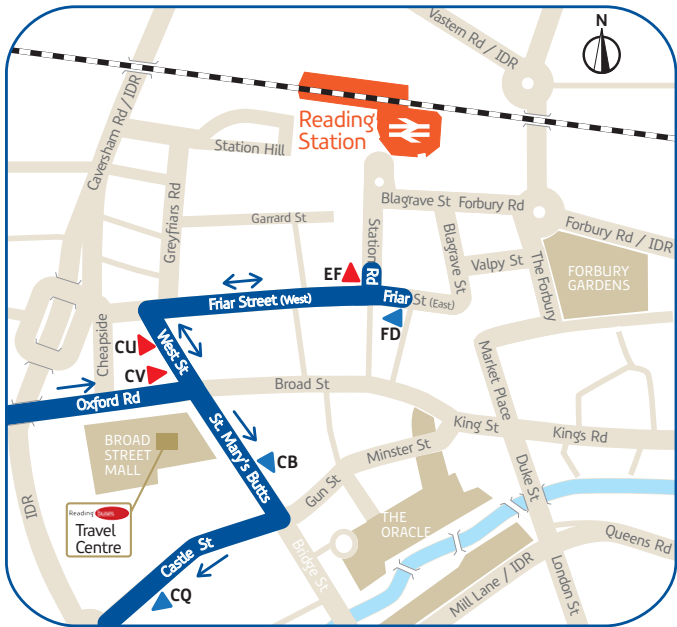 N
Vastern Rd / IDR
Caversham Rd / IDR
Reading
Station
Station Hill
Greyfriars Rd
Blagrave St
Forbury Rd
Garrard St
Station
Rd
Blagrave St
Forbury Rd / IDR
Valpy St
The Forbury
FORBURY
GARDENS
EF
Friar Street (West)
Friar St (East)
FD
Cheapside
CU
West St
CV
Market Place
Oxford Rd
Broad St
King St
Kings Rd
BROAD
STREET
MALL
St. Mary's Butts
CB
Minster St
Gun St
Duke St
IDR
Reading Buses
Travel
Centre
THE
ORACLE
Castle St
Bridge St
Queens Rd
Mill Lane / IDR
London St
CQ